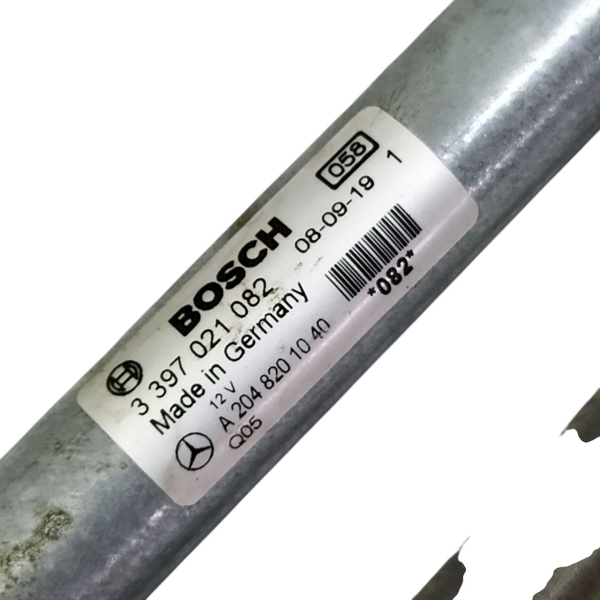 058
BOSCH 08-09-19 1
3 397 021 082
Made in Germany *082*
12 V
A 204 820 10 40
Q05